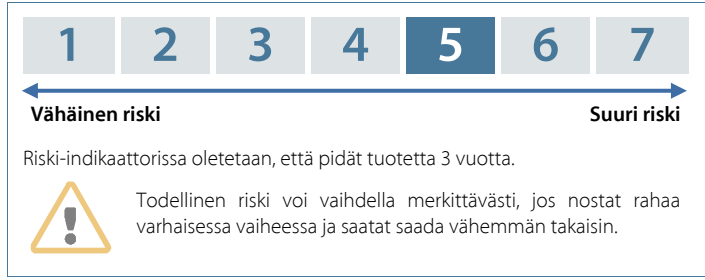 1 2 3 4 5 6 7
Vähäinen riski Suuri riski
Riski-indikaattorissa oletetaan, että pidät tuotetta 3 vuotta.
Todellinen riski voi vaihdella merkittävästi, jos nostat rahaa
varhaisessa vaiheessa ja saatat saada vähemmän takaisin.